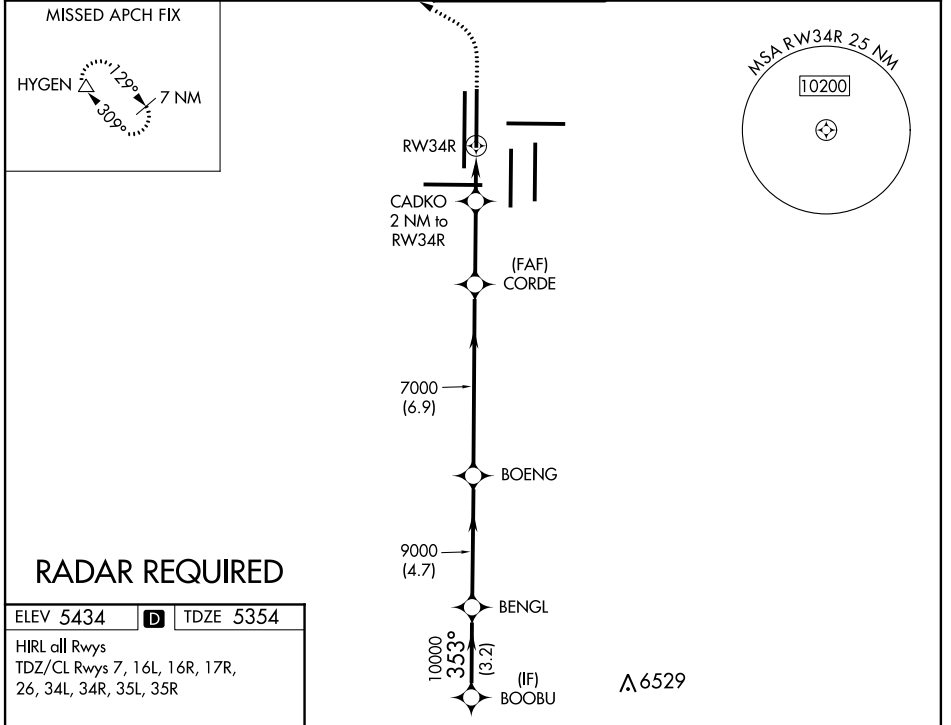 MISSED APCH FIX
HYGEN
129°
309°
7 NM
MSA RW34R 25 NM
10200
RW34R
CADKO
2 NM to
RW34R
(FAF)
CORDE
7000
(6.9)
BOENG
9000
(4.7)
BENGL
10000
353°
(3.2)
(IF)
BOOBU
6529
RADAR REQUIRED
ELEV 5434 D TDZE 5354
HIRL all Rwys
TDZ/CL Rwys 7, 16L, 16R, 17R,
26, 34L, 34R, 35L, 35R